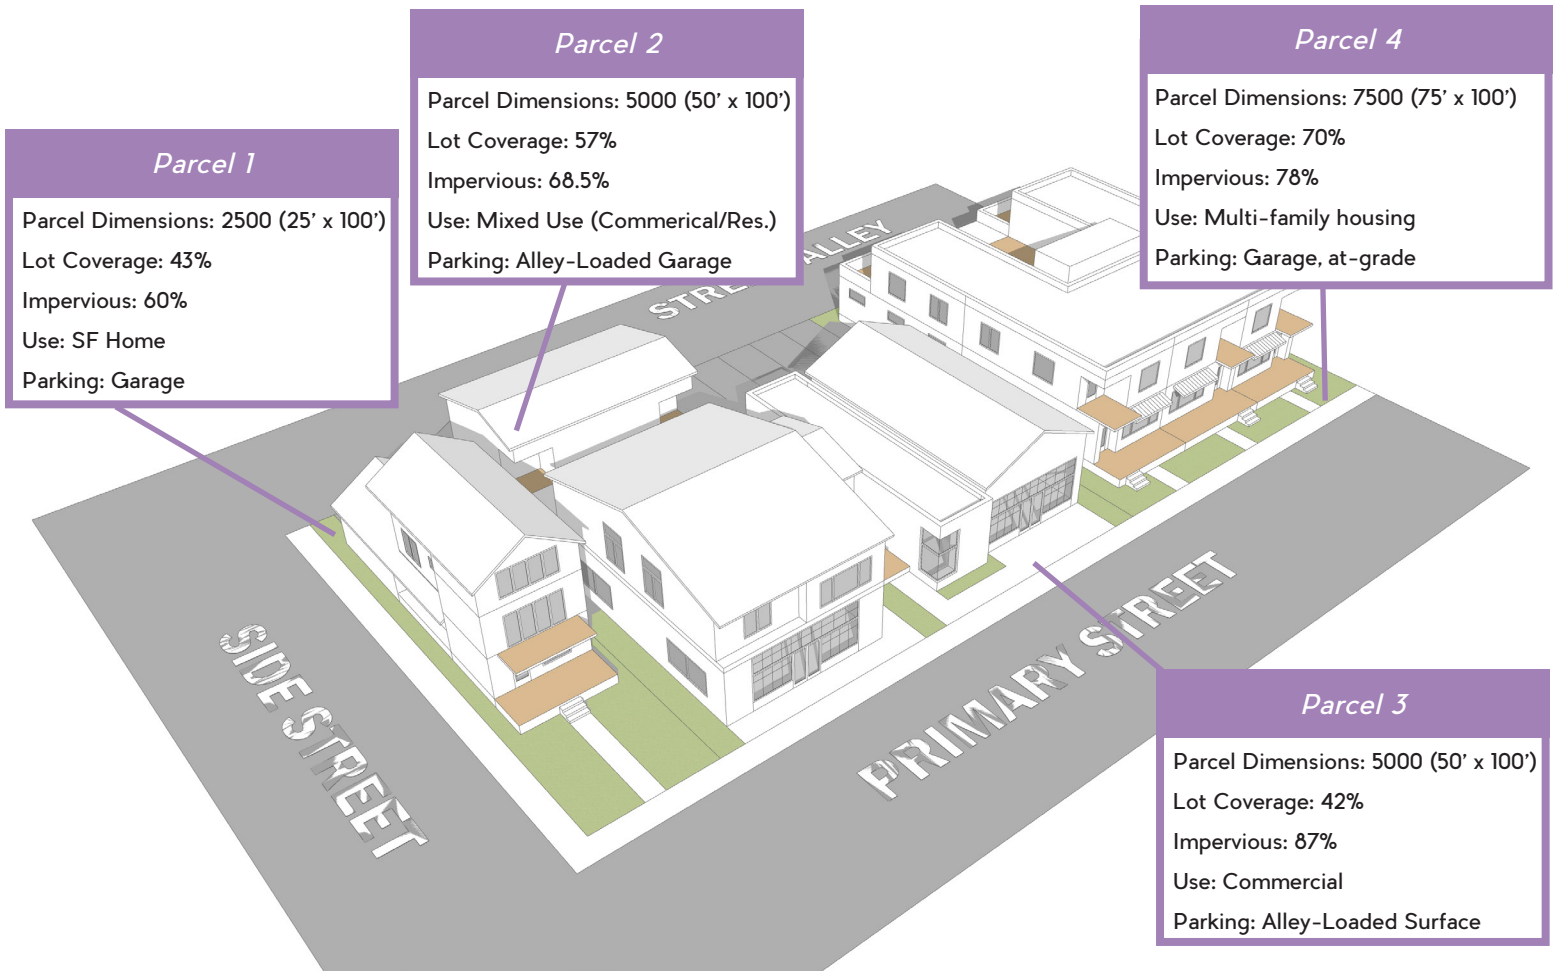 Parcel 1
Parcel Dimensions: 2500 (25' x 100')
Lot Coverage: 43%
Impervious: 60%
Use: SF Home
Parking: Garage
Parcel 2
Parcel Dimensions: 5000 (50' x 100')
Lot Coverage: 57%
Impervious: 68.5%
Use: Mixed Use (Commerical/Res.)
Parking: Alley-Loaded Garage
Parcel 4
Parcel Dimensions: 7500 (75' x 100')
Lot Coverage: 70%
Impervious: 78%
Use: Multi-family housing
Parking: Garage, at-grade
ALLEY
SIDE STREET
PRIMARY STREET
Parcel 3
Parcel Dimensions: 5000 (50' x 100')
Lot Coverage: 42%
Impervious: 87%
Use: Commercial
Parking: Alley-Loaded Surface